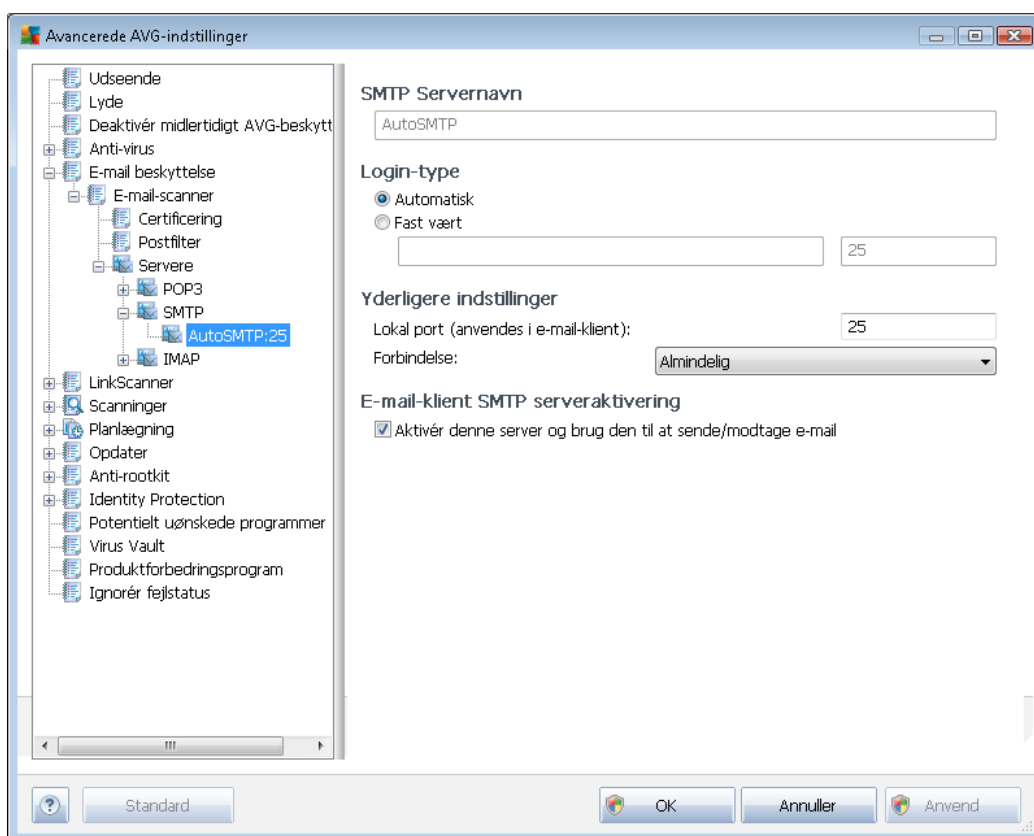 Avancerede AVG-indstillinger
Udseende
Lyde
Deaktivér midlertidigt AVG-beskytt
Anti-virus
E-mail beskyttelse
E-mail-scanner
Certificering
Postfilter
Servere
POP3
SMTP
AutoSMTP:25
IMAP
LinkScanner
Scanninger
Planlægning
Opdater
Anti-rootkit
Identity Protection
Potentielt uønskede programmer
Virus Vault
Produktforbedringsprogram
Ignorér fejlstatus
SMTP Servernavn
AutoSMTP
Login-type
Automatisk
Fast vært
25
Yderligere indstillinger
Lokal port (anvendes i e-mail-klient): 25
Forbindelse: Almindelig
E-mail-klient SMTP serveraktivering
Aktivér denne server og brug den til at sende/modtage e-mail
? Standard OK Annuller Anvend